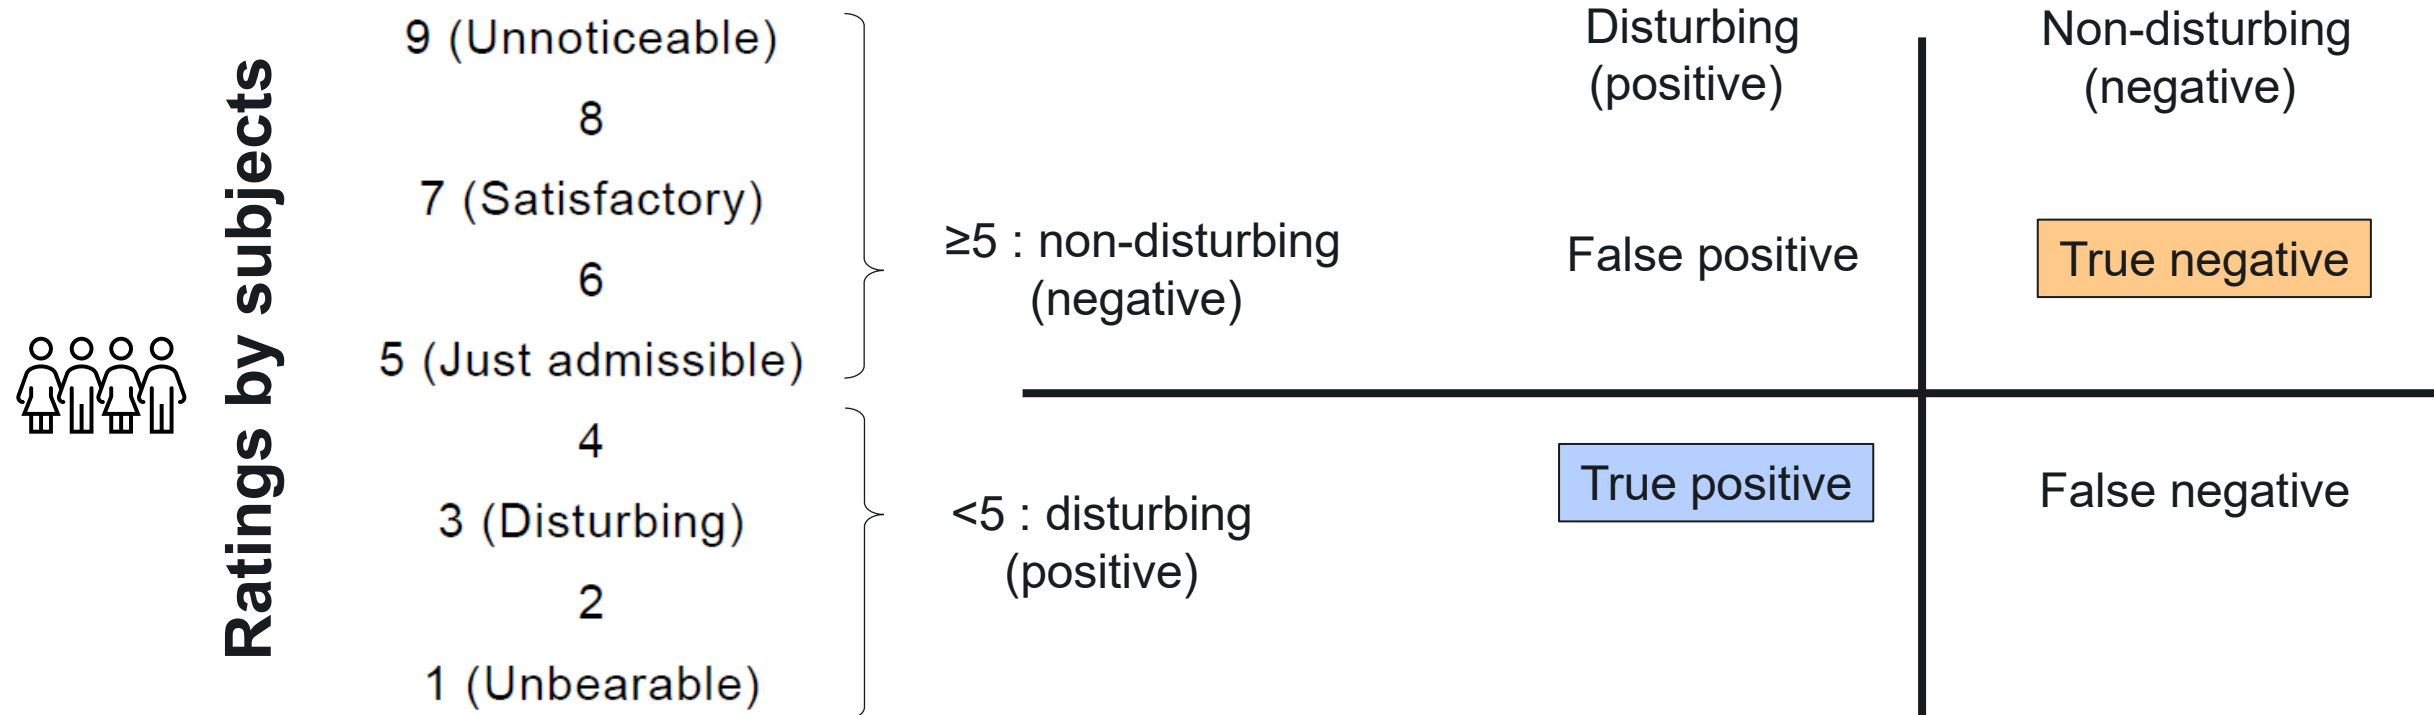 Ratings by subjects
9 (Unnoticeable)
8
7 (Satisfactory)
6
5 (Just admissible)
4
3 (Disturbing)
2
1 (Unbearable)
≥5 : non-disturbing
(negative)
<5 : disturbing
(positive)
Disturbing
(positive)
Non-disturbing
(negative)
False positive
True negative
True positive
False negative